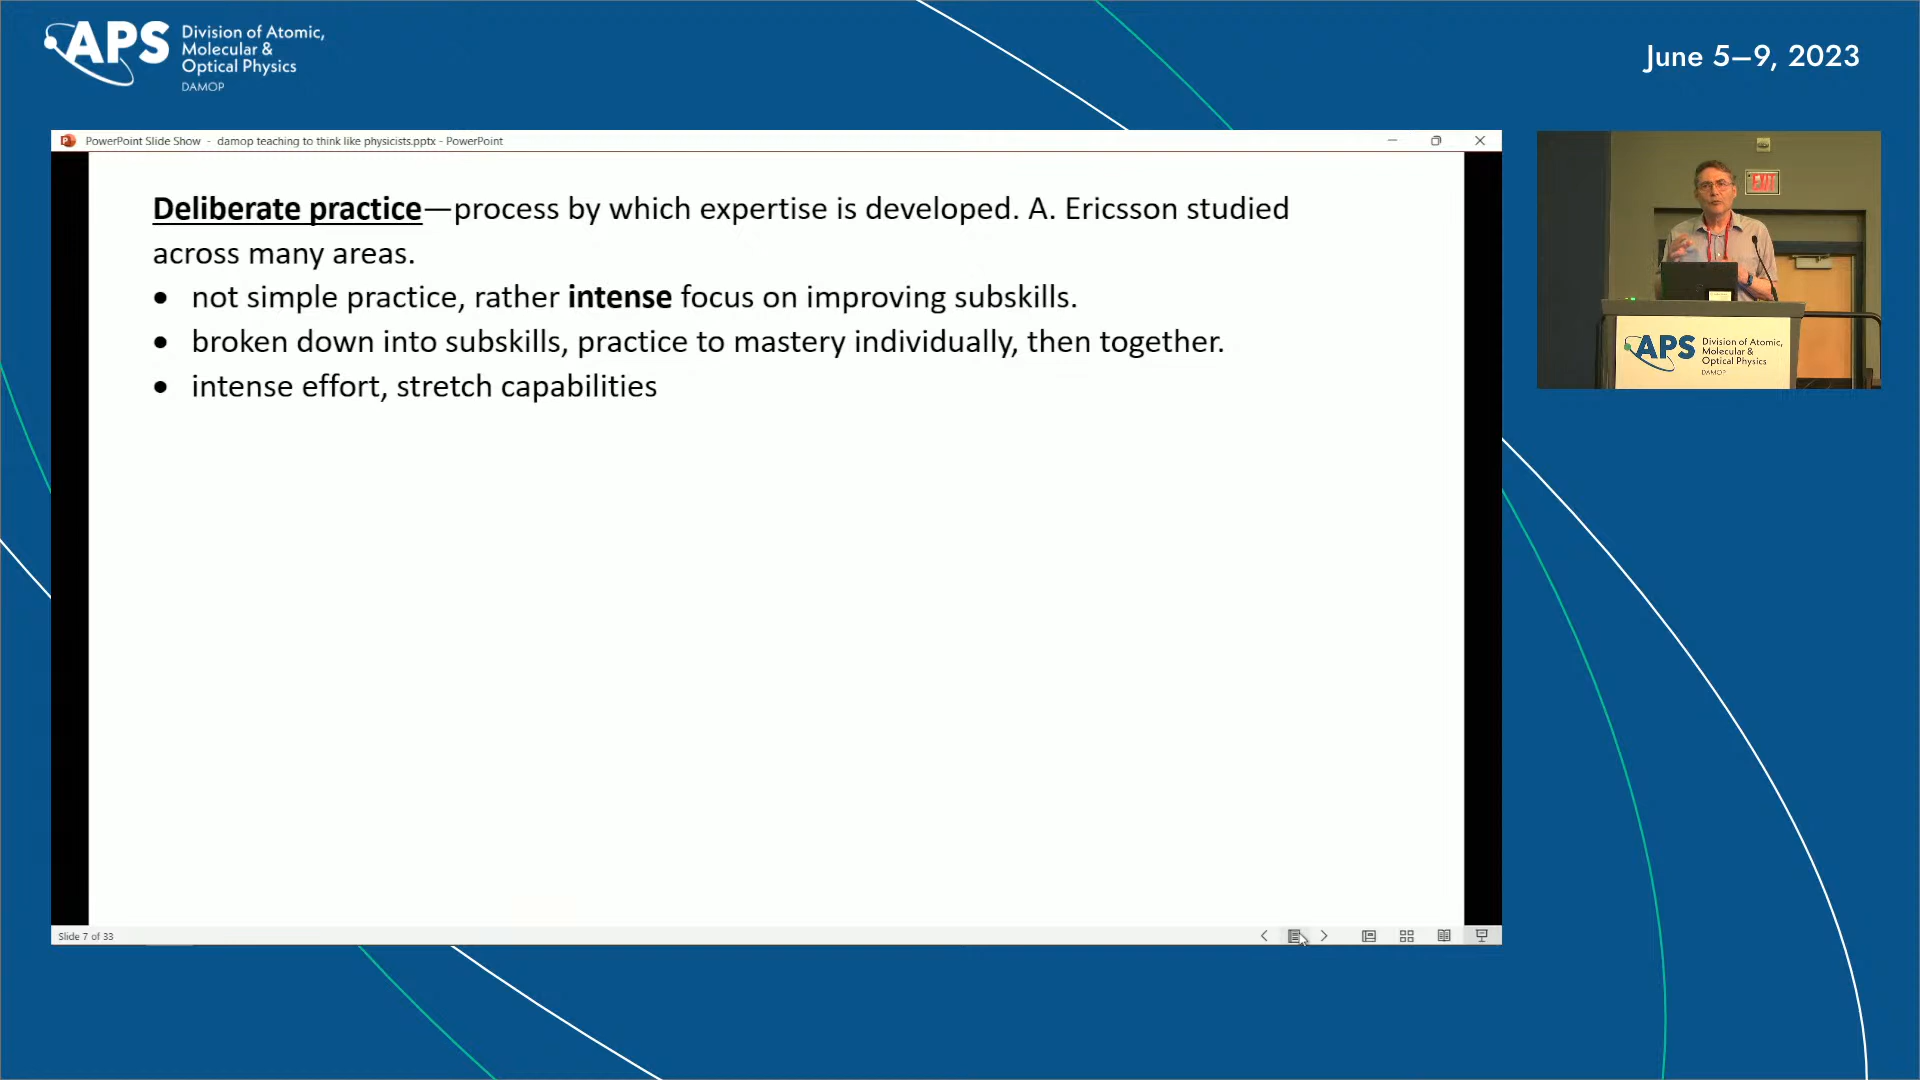 APS
Division of Atomic,
Molecular &
Optical Physics
DAMOP
June 5–9, 2023
PowerPoint Slide Show - damop teaching to think like physicists.pptx - PowerPoint
Deliberate practice—process by which expertise is developed. A. Ericsson studied
across many areas.
• not simple practice, rather intense focus on improving subskills.
• broken down into subskills, practice to mastery individually, then together.
• intense effort, stretch capabilities
Slide 7 of 33
EXIT
APS
Division of Atomic,
Molecular &
Optical Physics
DAMOP